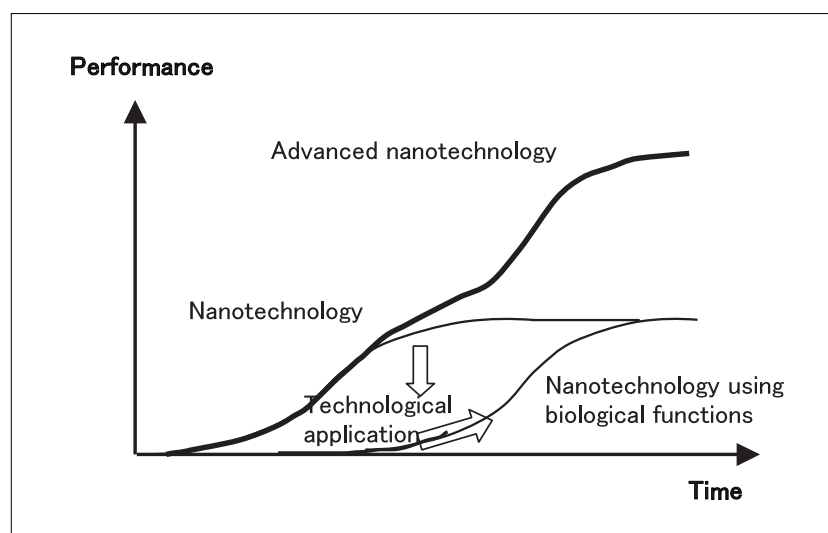 Performance
Advanced nanotechnology
Nanotechnology
Technological
application
Nanotechnology using
biological functions
Time